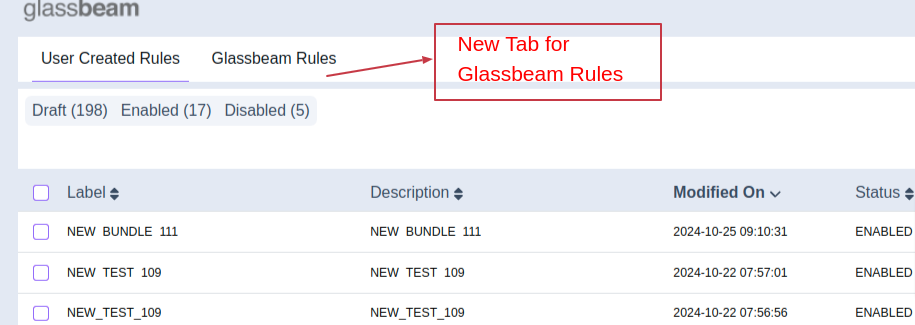 glassbeam
User Created Rules Glassbeam Rules
New Tab for
Glassbeam Rules
Draft (198) Enabled (17) Disabled (5)
Label Description Modified On Status
NEW BUNDLE 111 NEW BUNDLE 111 2024-10-25 09:10:31 ENABLED
NEW TEST 109 NEW TEST 109 2024-10-22 07:57:01 ENABLED
NEW_TEST_109 NEW_TEST_109 2024-10-22 07:56:56 ENABLED